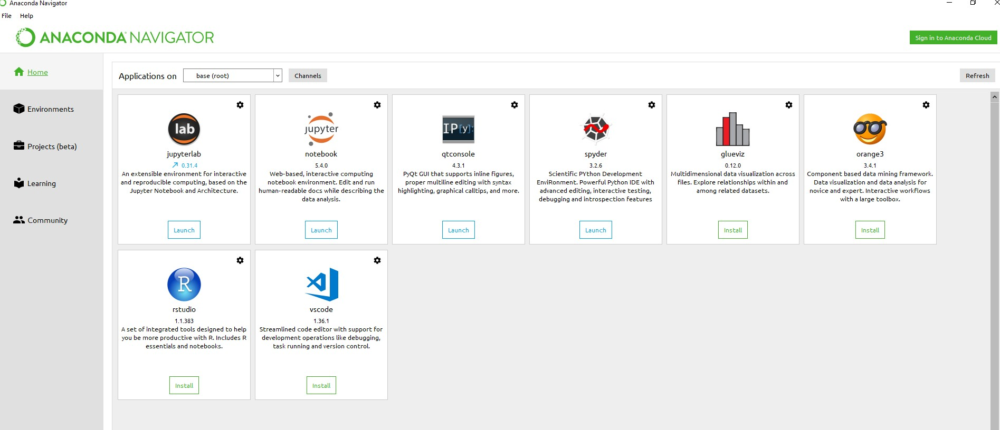 Anaconda Navigator
File Help
ANACONDA NAVIGATOR
Sign in to Anaconda Cloud
Home
Environments
Projects (beta)
Learning
Community
Applications on base (root) Channels Refresh
lab
jupyterlab
0.31.4
An extensible environment for interactive
and reproducible computing, based on the
Jupyter Notebook and Architecture.
Launch
jupyter
notebook
5.4.0
Web-based, interactive computing
notebook environment. Edit and run
human-readable docs while describing the
data analysis.
Launch
IP[y]:
qtconsole
4.3.1
PyQt GUI that supports inline figures,
proper multiline editing with syntax
highlighting, graphical calltips, and more.
Launch
spyder
3.2.6
Scientific PYthon Development
EnviRonment. Powerful Python IDE with
advanced editing, interactive testing,
debugging and introspection features
Launch
glueviz
0.12.0
Multidimensional data visualization across
files. Explore relationships within and
among related datasets.
Install
orange3
3.4.1
Component based data mining framework.
Data visualization and data analysis for
novice and expert. Interactive workflows
with a large toolbox.
Install
R
rstudio
1.1.383
A set of integrated tools designed to help
you be more productive with R. Includes R
essentials and notebooks.
Install
vscode
1.36.1
Streamlined code editor with support for
development operations like debugging,
task running and version control.
Install